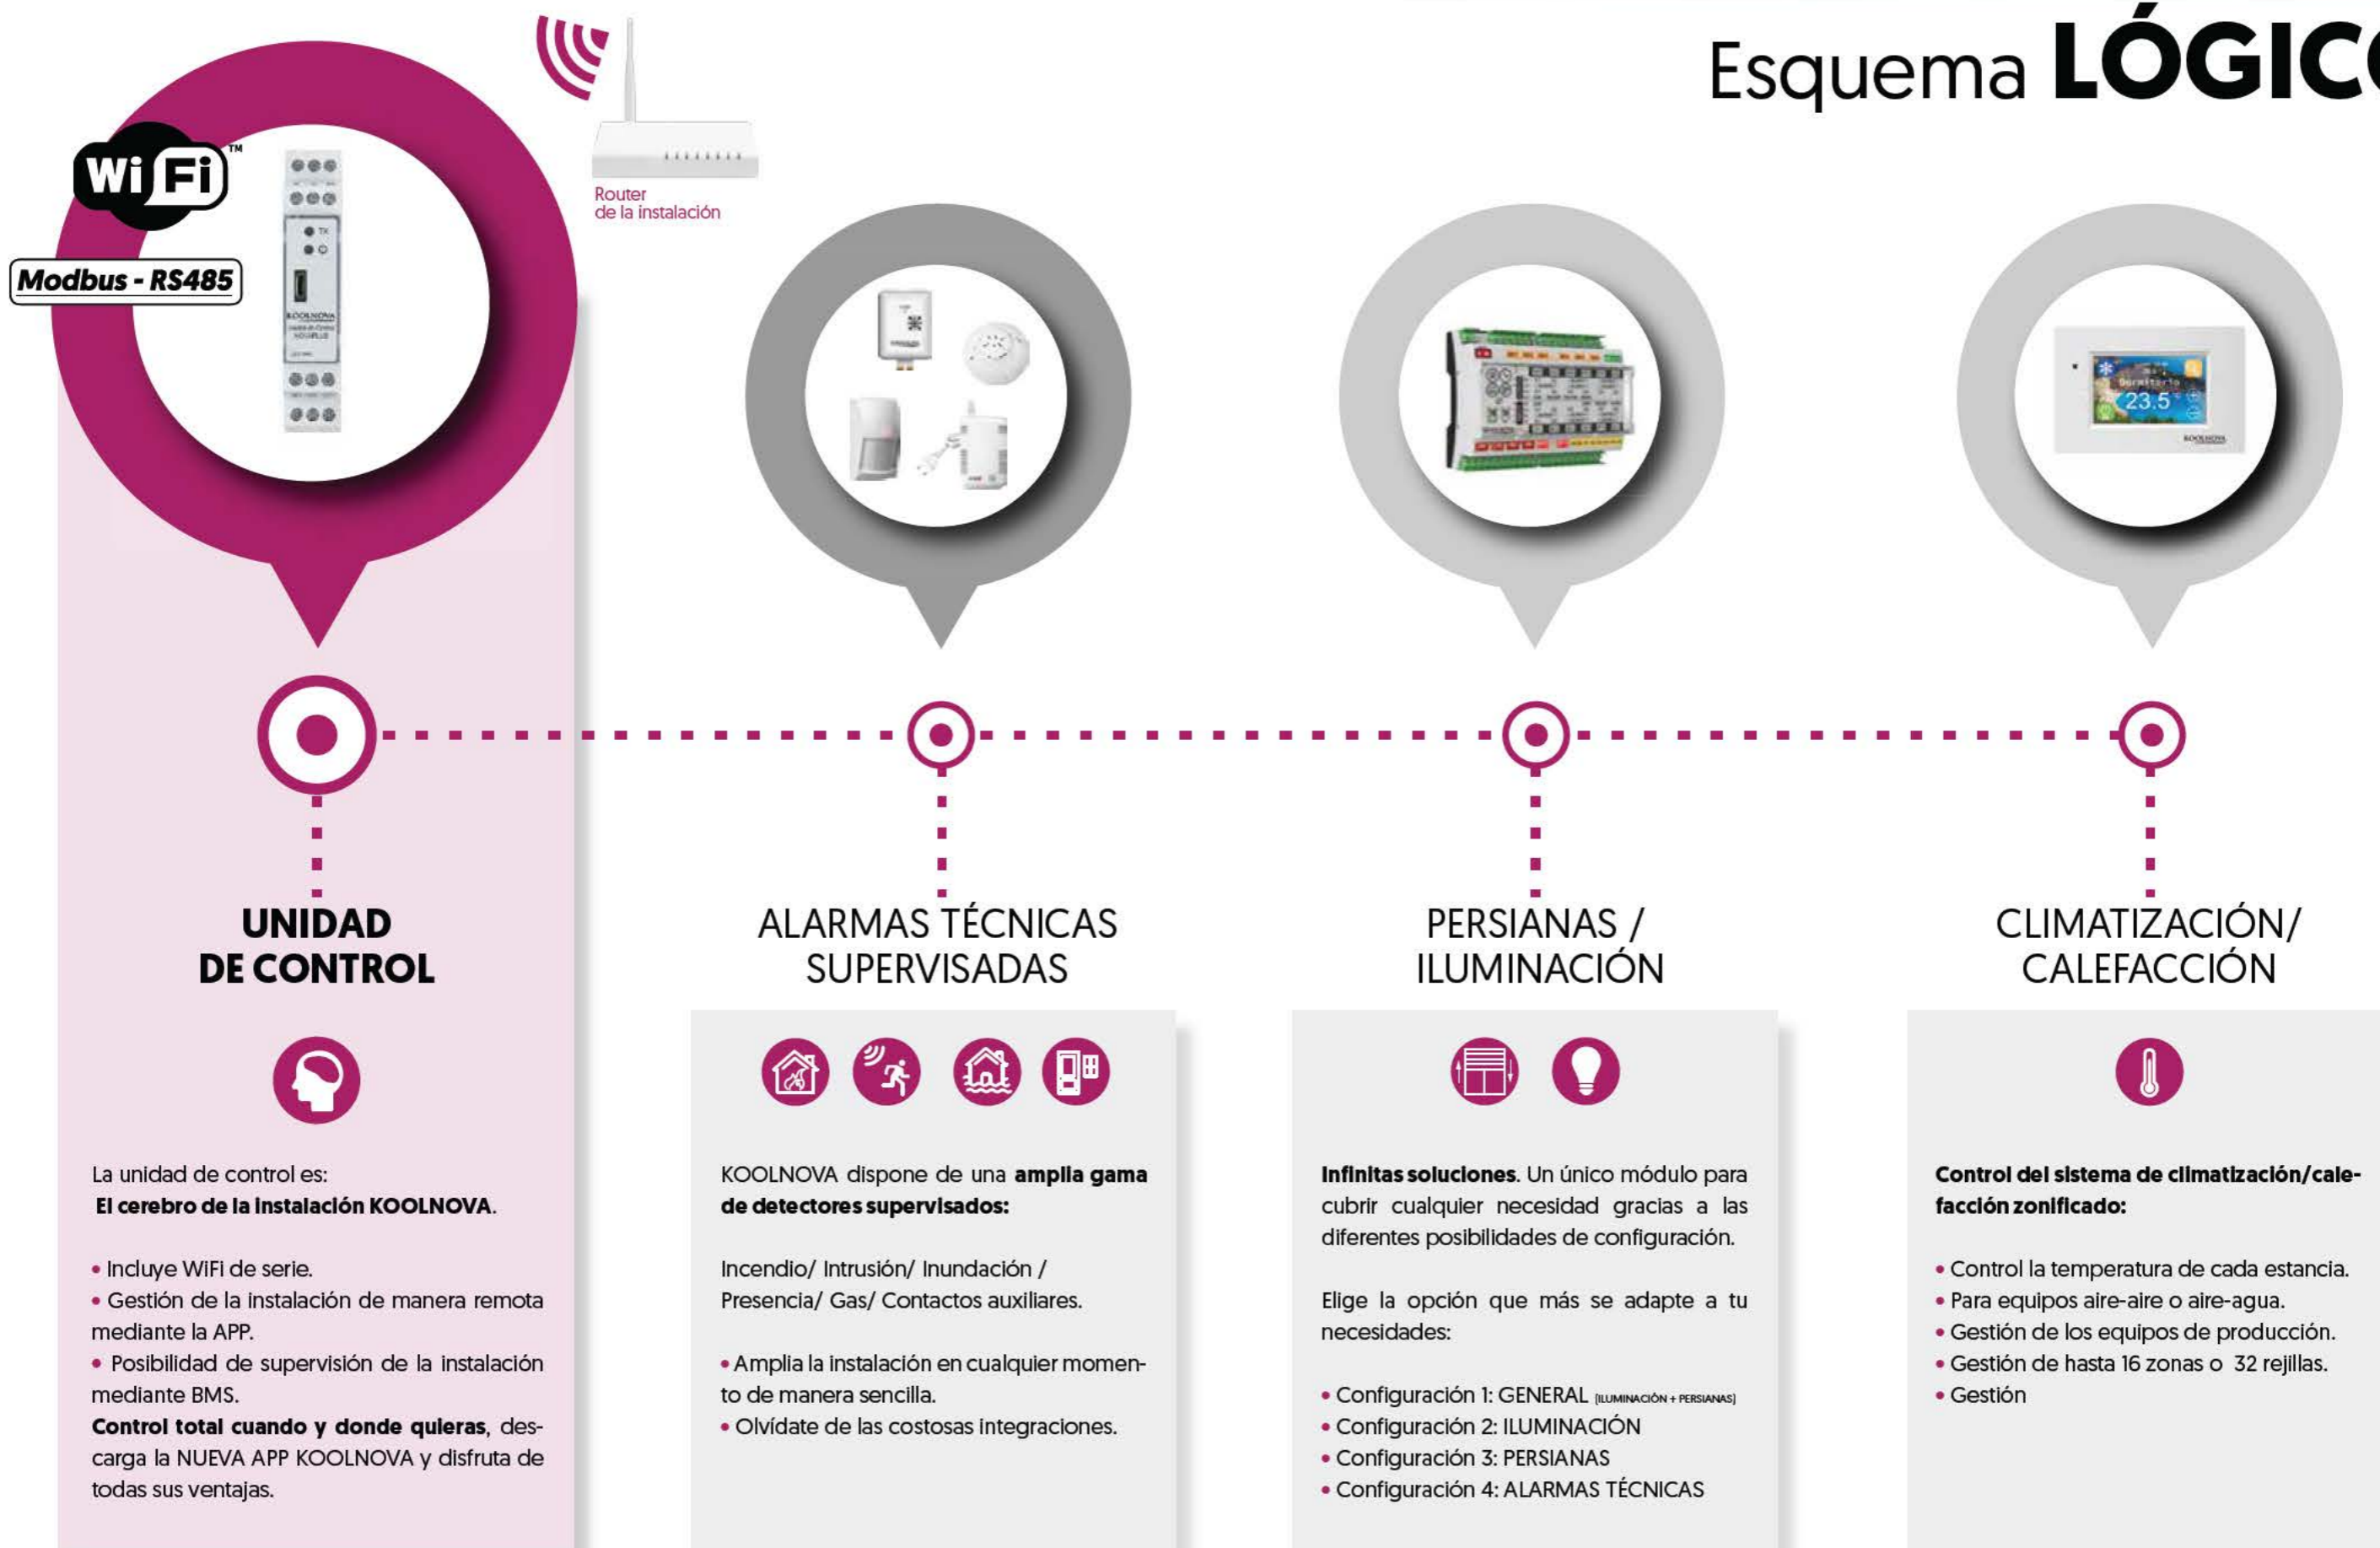 Esquema LÓGICO
WiFi™
Modbus - RS485
TX
KOOLNOVA
Router
de la instalación
Dormitorio
23.5
KOOLNOVA
UNIDAD
DE CONTROL
La unidad de control es:
El cerebro de la instalación KOOLNOVA.
• Incluye WiFi de serie.
• Gestión de la instalación de manera remota
mediante la APP.
• Posibilidad de supervisión de la instalación
mediante BMS.
Control total cuando y donde quieras, des-
carga la NUEVA APP KOOLNOVA y disfruta de
todas sus ventajas.
ALARMAS TÉCNICAS
SUPERVISADAS
KOOLNOVA dispone de una amplia gama
de detectores supervisados:
Incendio/ Intrusión/ Inundación /
Presencia/ Gas/ Contactos auxiliares.
• Amplia la instalación en cualquier momen-
to de manera sencilla.
• Olvídate de las costosas integraciones.
PERSIANAS /
ILUMINACIÓN
Infinitas soluciones. Un único módulo para
cubrir cualquier necesidad gracias a las
diferentes posibilidades de configuración.
Elige la opción que más se adapte a tu
necesidades:
• Configuración 1: GENERAL (ILUMINACIÓN + PERSIANAS)
• Configuración 2: ILUMINACIÓN
• Configuración 3: PERSIANAS
• Configuración 4: ALARMAS TÉCNICAS
CLIMATIZACIÓN/
CALEFACCIÓN
Control del sistema de climatización/cale-
facción zonificado:
• Control la temperatura de cada estancia.
• Para equipos aire-aire o aire-agua.
• Gestión de los equipos de producción.
• Gestión de hasta 16 zonas o 32 rejillas.
• Gestión